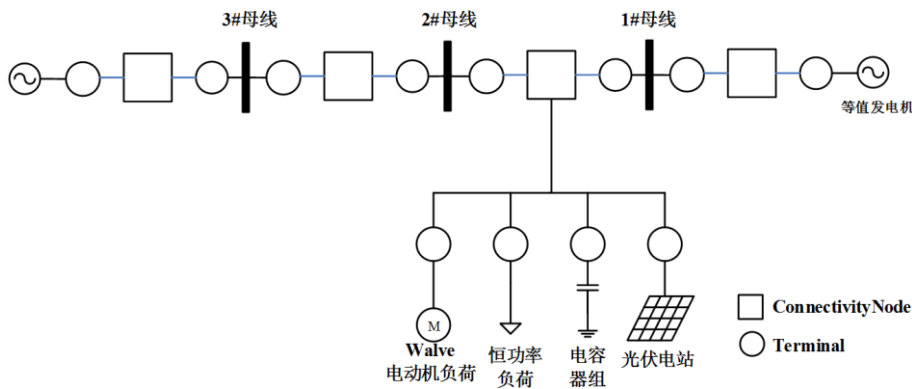 3#母线 2#母线 1#母线
等值发电机
M
Walve
电动机负荷
恒功率
负荷
电容
器组
光伏电站
ConnectivityNode
Terminal